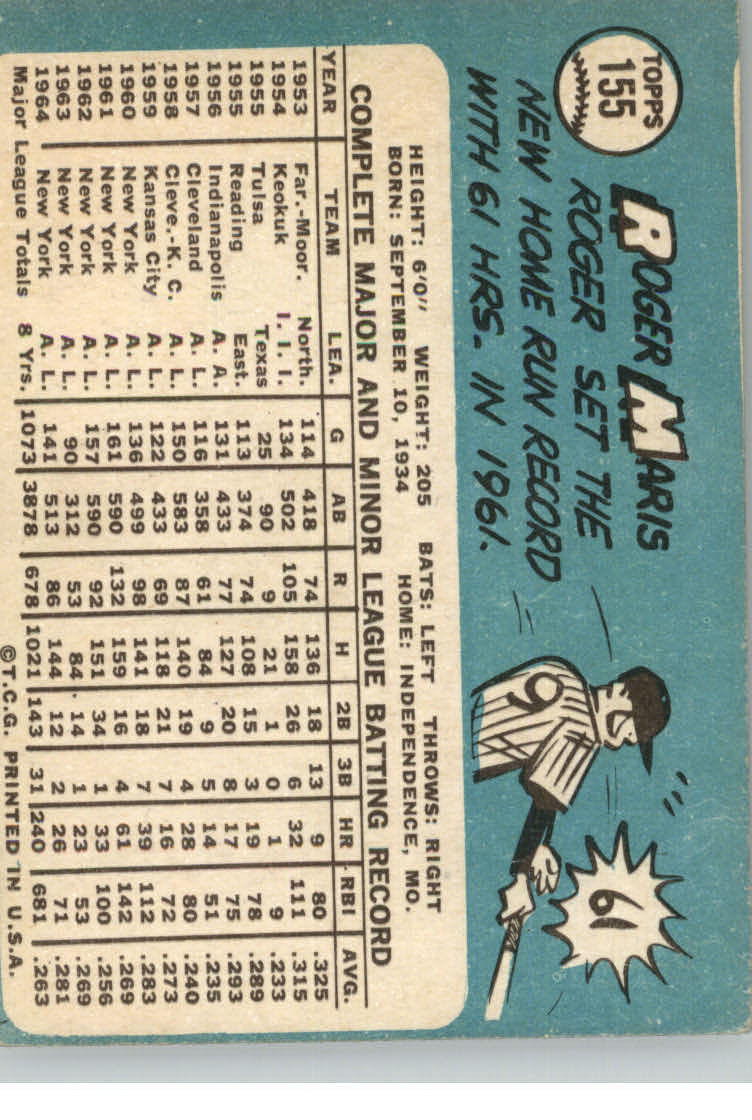 TOPPS
155
ROGER MARIS
ROGER SET THE
NEW HOME RUN RECORD
WITH 61 HRS. IN 1961.
9
61
HEIGHT: 6'0" WEIGHT: 205 BATS: LEFT THROWS: RIGHT
BORN: SEPTEMBER 10, 1934 HOME: INDEPENDENCE, MO.
COMPLETE MAJOR AND MINOR LEAGUE BATTING RECORD
YEAR TEAM LEA. G AB R H 2B 3B HR RBI AVG.
1953 Far.-Moor. North. 114 418 74 136 18 13 9 80 .325
1954 Keokuk I. I. I. 134 502 105 158 26 6 32 111 .315
1955 Tulsa Texas 25 90 9 21 1 0 1 9 .233
1955 Reading East. 113 374 74 108 15 3 19 78 .289
1956 Indianapolis A. A. 131 433 77 127 20 8 17 75 .293
1957 Cleveland A. L. 116 358 61 84 9 5 14 51 .235
1958 Cleve.-K. C. A. L. 150 583 87 140 19 4 28 80 .240
1959 Kansas City A. L. 122 433 69 118 21 7 16 72 .273
1960 New York A. L. 136 499 98 141 18 7 39 112 .283
1961 New York A. L. 161 590 132 159 16 4 61 142 .269
1962 New York A. L. 157 590 92 151 34 1 33 100 .256
1963 New York A. L. 90 312 53 84 14 1 23 53 .269
1964 New York A. L. 141 513 86 144 12 2 26 71 .281
Major League Totals 8 Yrs. 1073 3878 678 1021 143 31 240 681 .263
©T.C.G. PRINTED IN U.S.A.